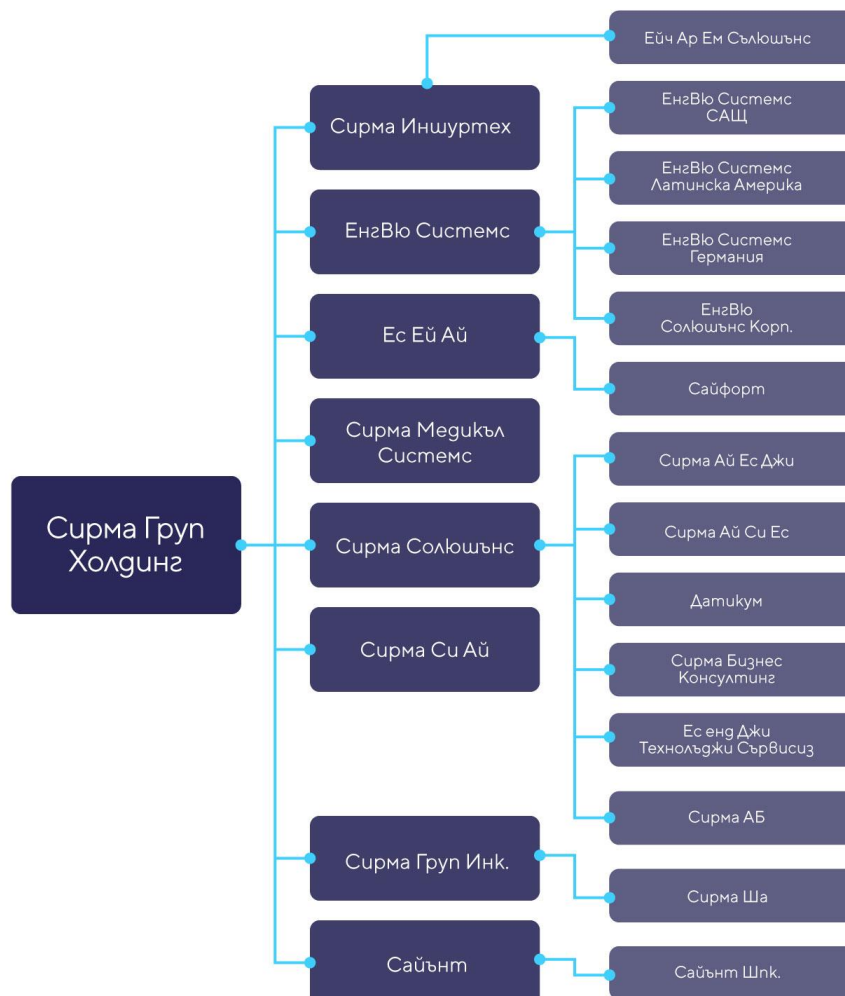 Сирма Груп
Холдинг
Сирма Иншуртех
ЕнгВю Системс
Ес Ей Ай
Сирма Медикъл
Системс
Сирма Солюшънс
Сирма Си Ай
Сирма Груп Инк.
Сайънт
Ейч Ар Ем Сълюшънс
ЕнгВю Системс
САЩ
ЕнгВю Системс
Латинска Америка
ЕнгВю Системс
Германия
ЕнгВю
Солюшънс Корп.
Сайфорт
Сирма Ай Ес Джи
Сирма Ай Си Ес
Датикум
Сирма Бизнес
Консултинг
Ес енд Джи
Технолъджи Сървисиз
Сирма АБ
Сирма Ша
Сайънт Шпк.